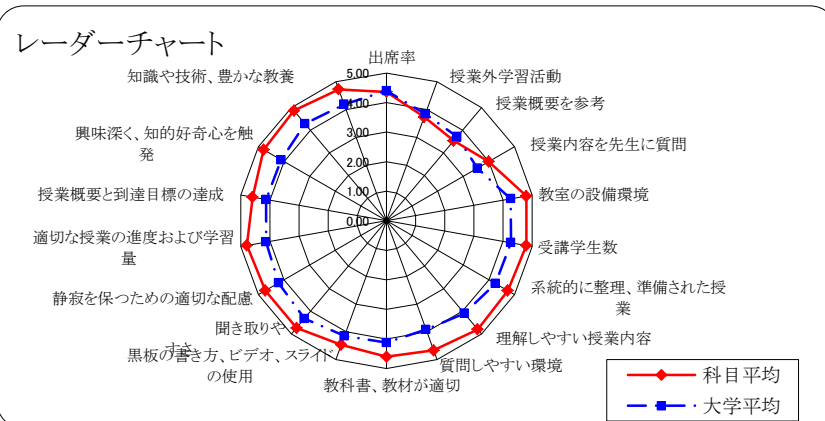 レーダーチャート
出席率
授業外学習活動
授業概要を参考
授業内容を先生に質問
教室の設備環境
受講学生数
系統的に整理、準備された授
業
理解しやすい授業内容
質問しやすい環境
教科書、教材が適切
黒板の書き方、ビデオ、スライド
の使用
聞き取りや
すさ
静寂を保つための適切な配慮
適切な授業の進度および学習
量
授業概要と到達目標の達成
興味深く、知的好奇心を触
発
知識や技術、豊かな教養
5.00
4.00
3.00
2.00
1.00
0.00
科目平均
大学平均